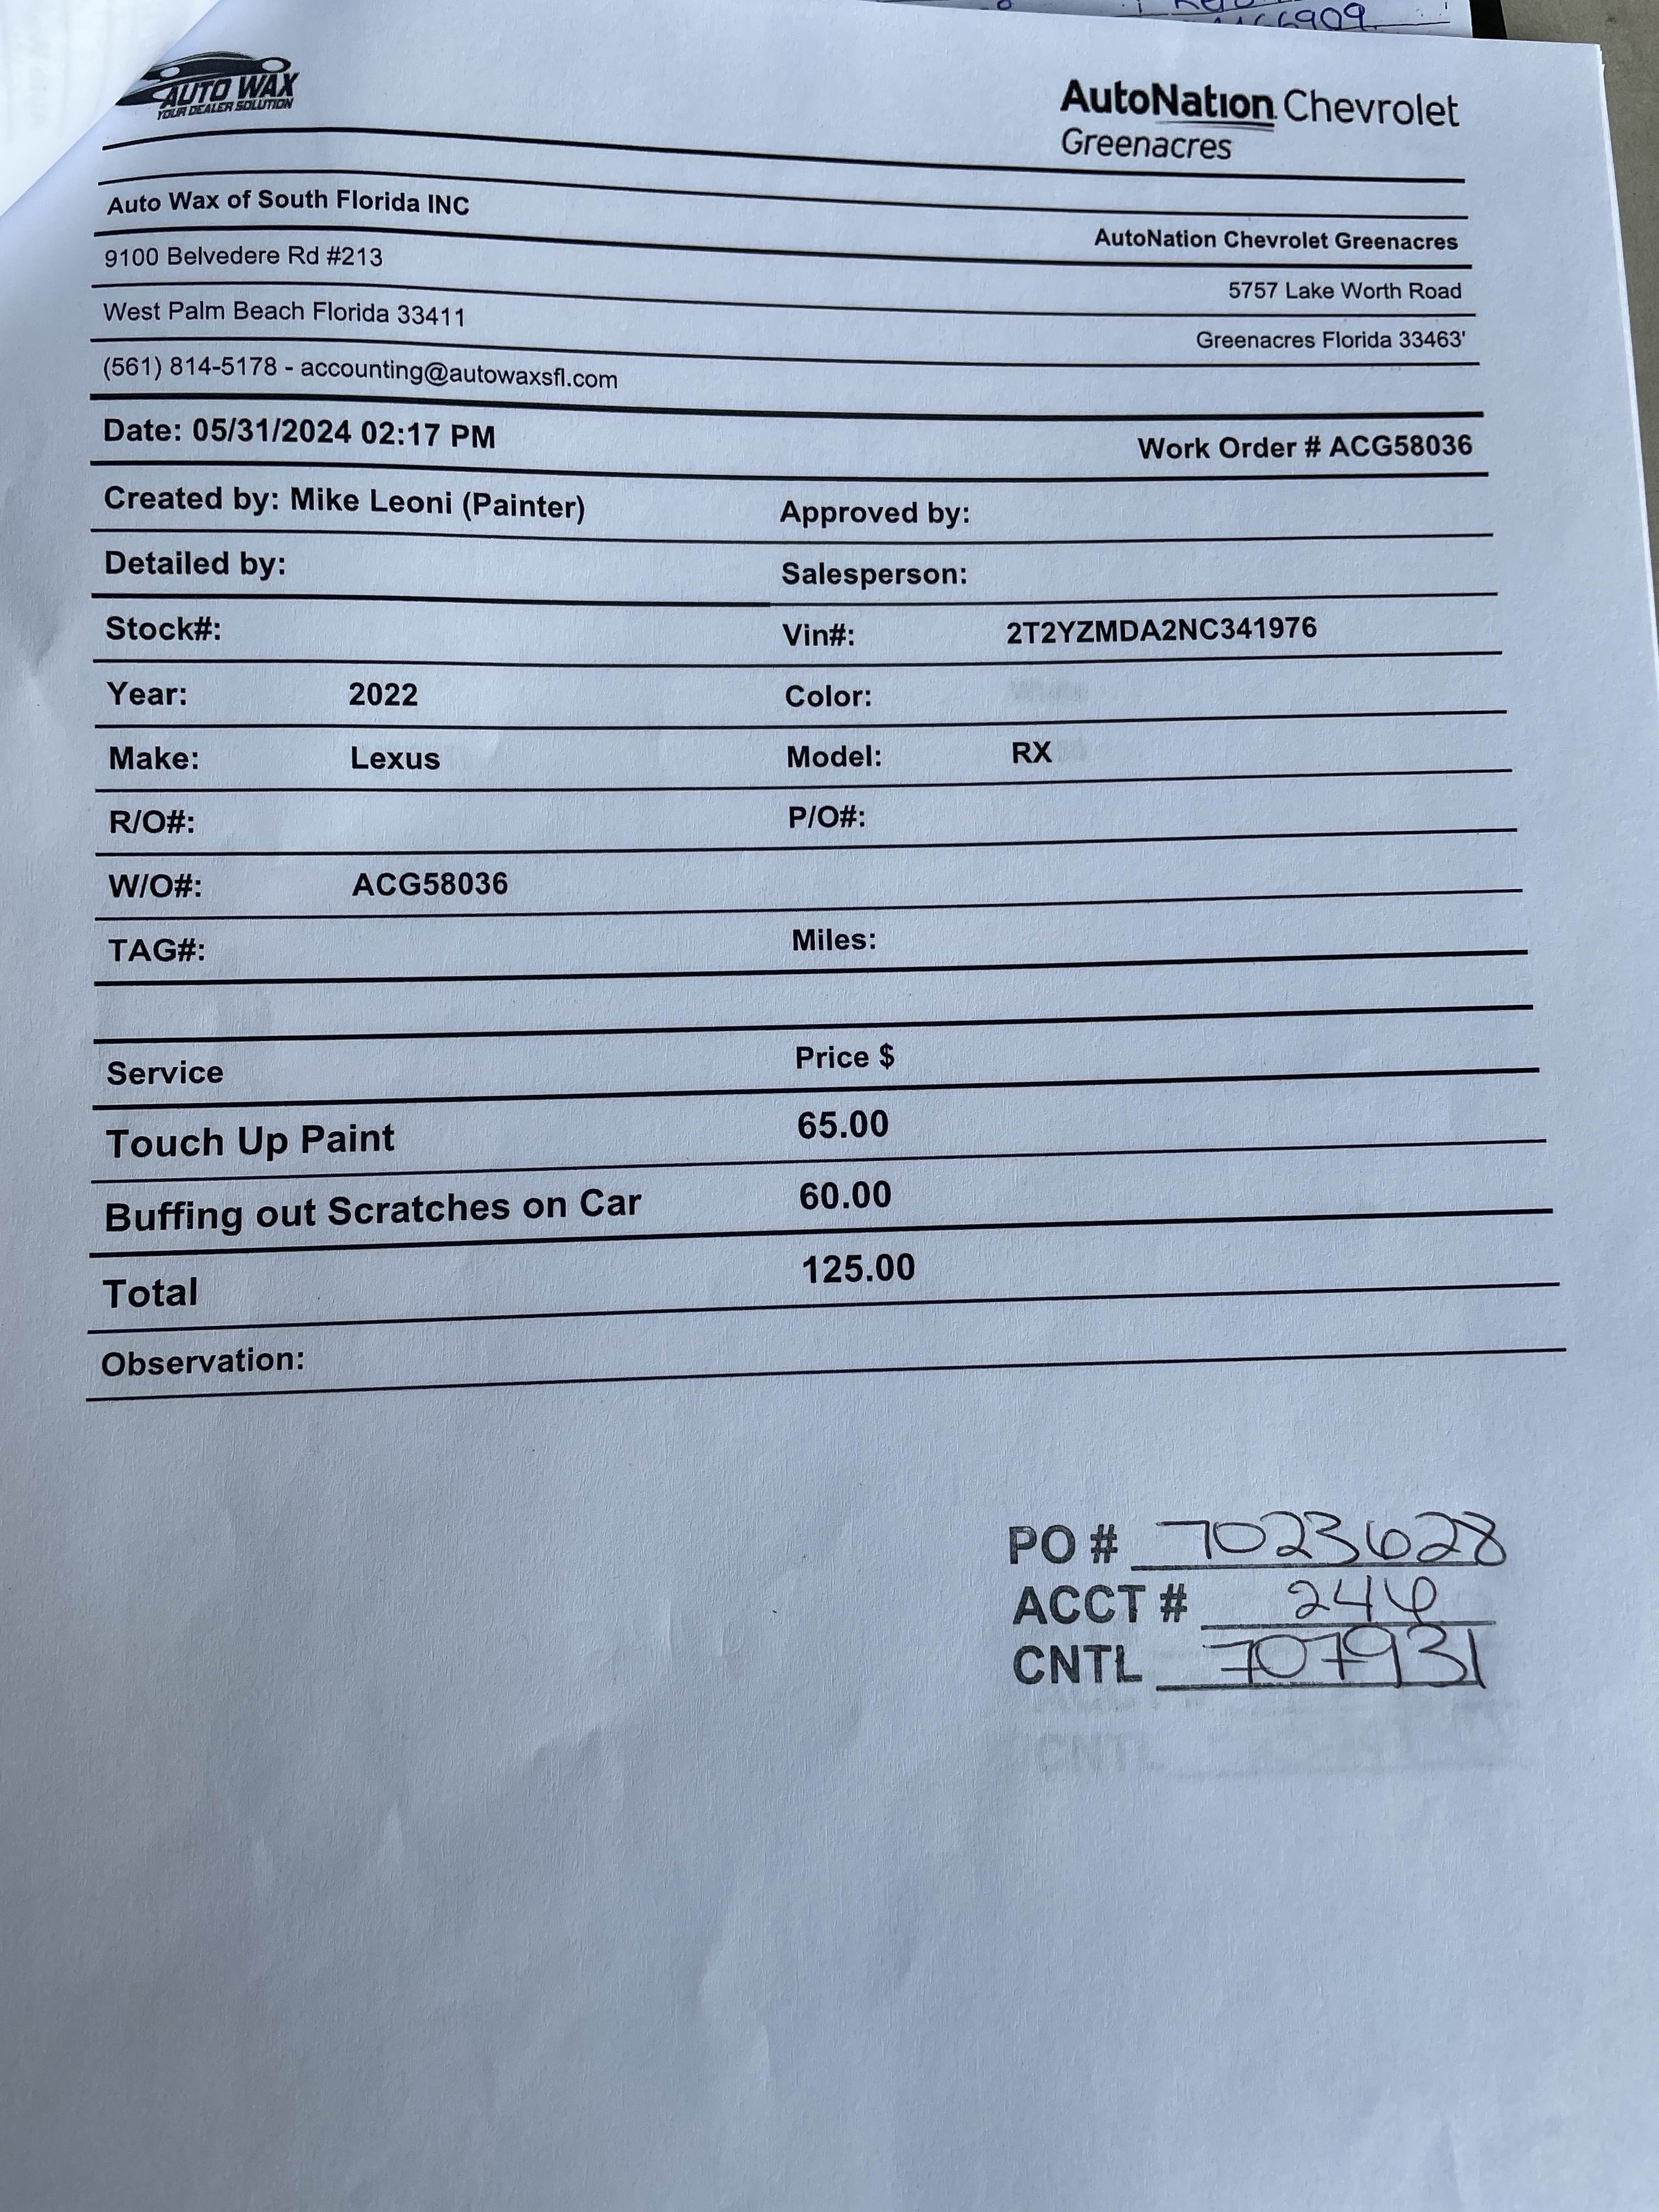 66909
AUTO WAX
YOUR DEALER SOLUTION
AutoNation Chevrolet
Greenacres
Auto Wax of South Florida INC
AutoNation Chevrolet Greenacres
9100 Belvedere Rd #213
5757 Lake Worth Road
West Palm Beach Florida 33411
Greenacres Florida 33463'
(561) 814-5178 - accounting@autowaxsfl.com
Date: 05/31/2024 02:17 PM Work Order # ACG58036
Created by: Mike Leoni (Painter) Approved by:
Detailed by: Salesperson:
Stock#: Vin#: 2T2YZMDA2NC341976
Year: 2022 Color:
Make: Lexus Model: RX
R/O#: P/O#:
W/O#: ACG58036
TAG#: Miles:
Service Price $
Touch Up Paint 65.00
Buffing out Scratches on Car 60.00
Total 125.00
Observation:
PO # 7023628
ACCT # 246
CNTL 707931
CNTL